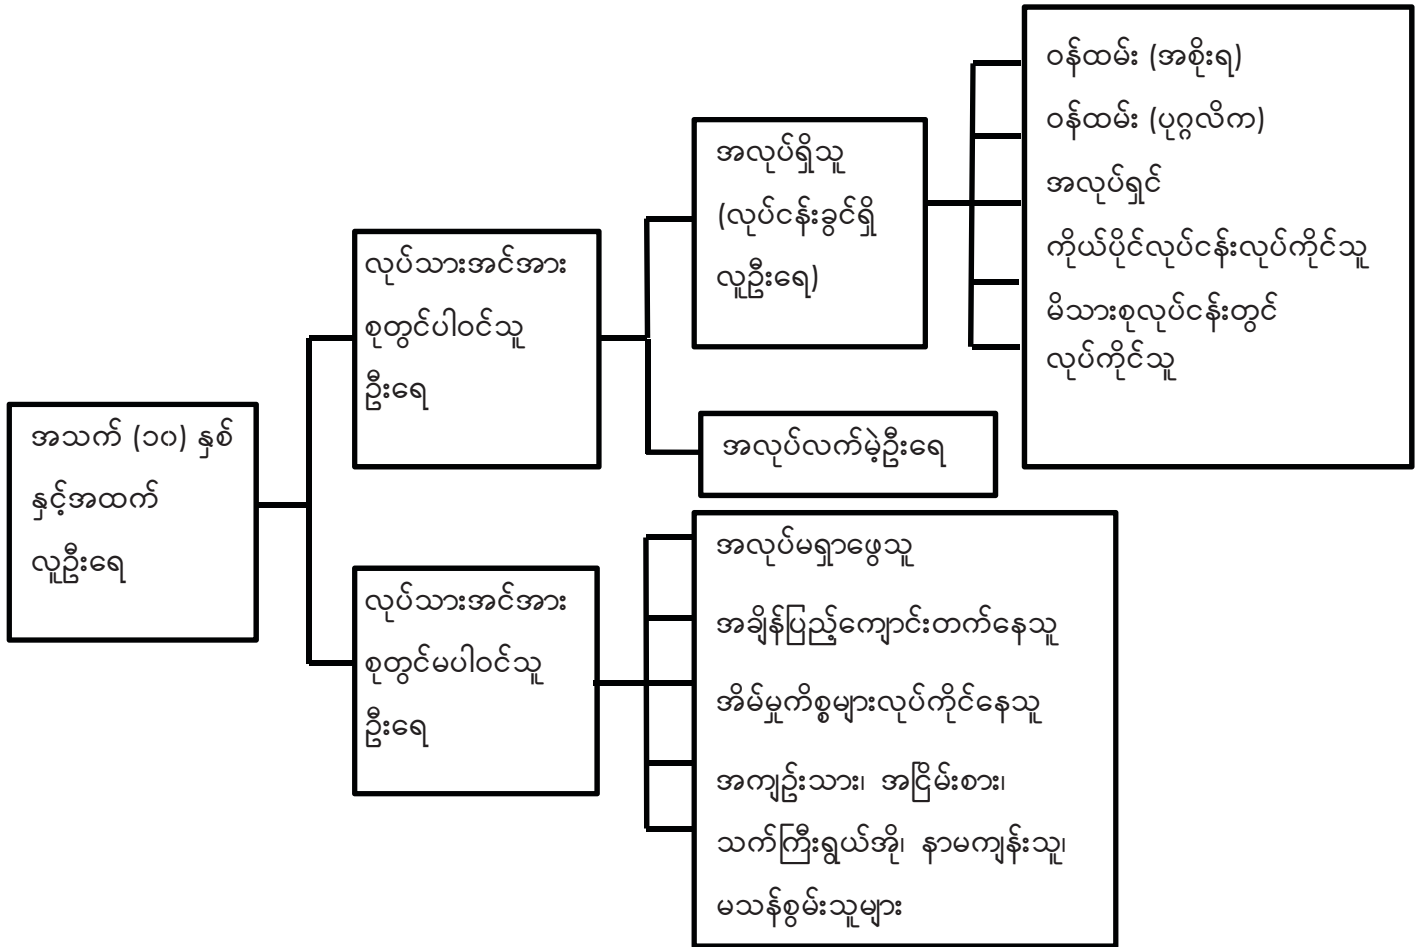 အသက် (၁၀) နှစ်
နှင့်အထက်
လူဦးရေ
လုပ်သားအင်အား
စုတွင်ပါဝင်သူ
ဦးရေ
လုပ်သားအင်အား
စုတွင်မပါဝင်သူ
ဦးရေ
အလုပ်ရှိသူ
(လုပ်ငန်းခွင်ရှိ
လူဦးရေ)
အလုပ်လက်မဲ့ဦးရေ
ဝန်ထမ်း (အစိုးရ)
ဝန်ထမ်း (ပုဂ္ဂလိက)
အလုပ်ရှင်
ကိုယ်ပိုင်လုပ်ငန်းလုပ်ကိုင်သူ
မိသားစုလုပ်ငန်းတွင်
လုပ်ကိုင်သူ
အလုပ်မရှာဖွေသူ
အချိန်ပြည့်ကျောင်းတက်နေသူ
အိမ်မှုကိစ္စများလုပ်ကိုင်နေသူ
အကျဉ်းသား၊ အငြိမ်းစား၊
သက်ကြီးရွယ်အို၊ နာမကျန်းသူ၊
မသန်စွမ်းသူများ